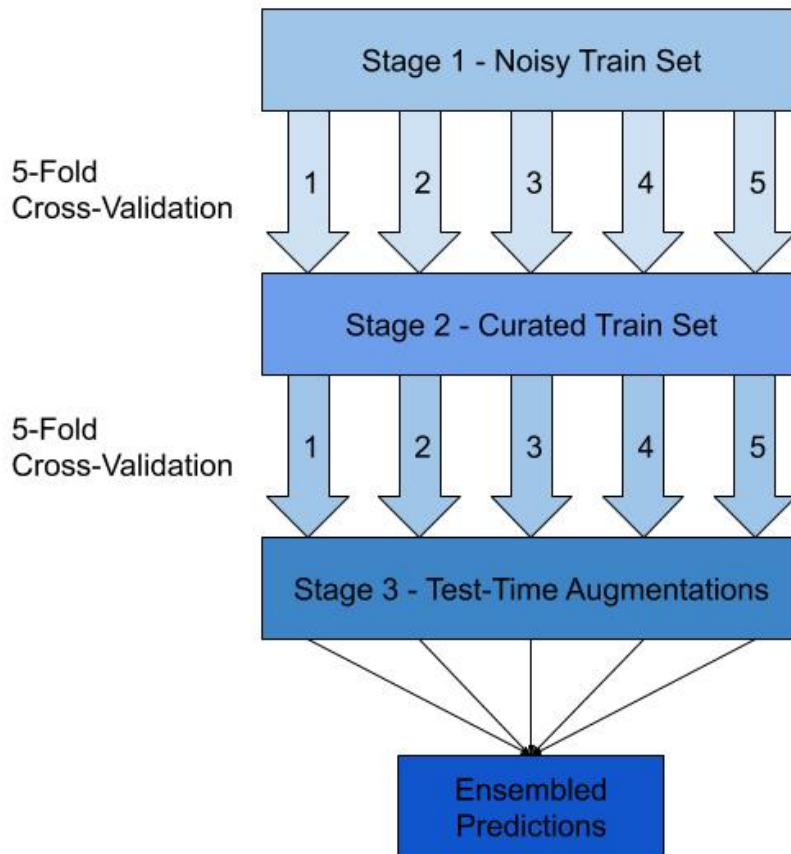 Stage 1 - Noisy Train Set
5-Fold
Cross-Validation
1 2 3 4 5
Stage 2 - Curated Train Set
5-Fold
Cross-Validation
1 2 3 4 5
Stage 3 - Test-Time Augmentations
Ensembled
Predictions